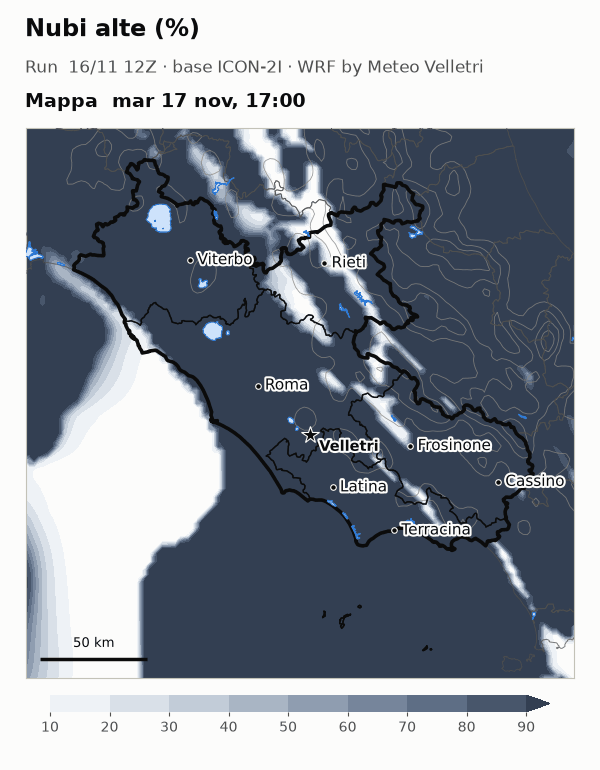 Nubi alte (%)
Run  16/11 12Z · base ICON-2I · WRF by Meteo Velletri
Mappa  mar 17 nov, 17:00
Viterbo
Rieti
Roma
Velletri
Frosinone
Latina
Cassino
Terracina
50 km
10 20 30 40 50 60 70 80 90